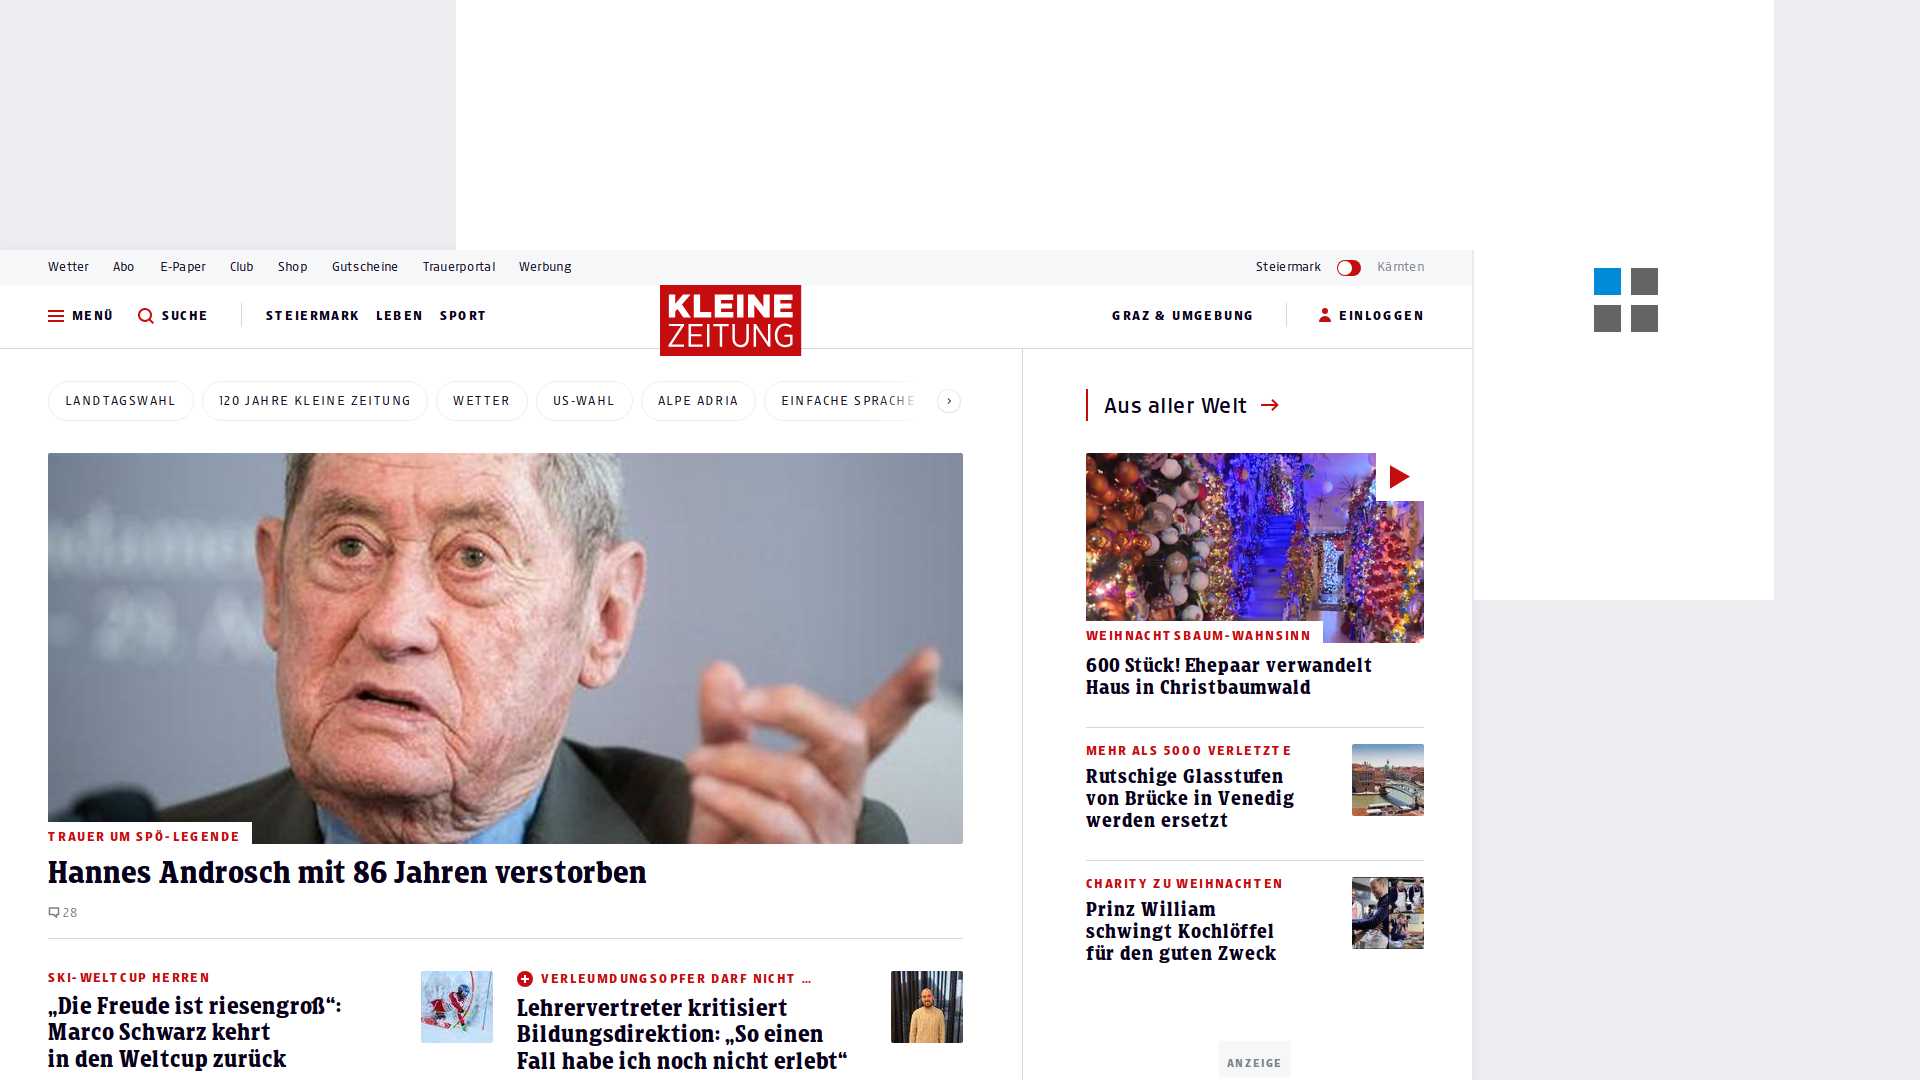 Wetter Abo E-Paper Club Shop Gutscheine Trauerportal Werbung
Steiermark Kärnten
MENÜ SUCHE STEIERMARK LEBEN SPORT
KLEINE
ZEITUNG
GRAZ & UMGEBUNG EINLOGGEN
LANDTAGSWAHL 120 JAHRE KLEINE ZEITUNG WETTER US-WAHL ALPE ADRIA EINFACHE SPRACHE
TRAUER UM SPÖ-LEGENDE
Hannes Androsch mit 86 Jahren verstorben
28
SKI-WELTCUP HERREN
„Die Freude ist riesengroß“:
Marco Schwarz kehrt
in den Weltcup zurück
VERLEUMDUNGSOPFER DARF NICHT …
Lehrervertreter kritisiert
Bildungsdirektion: „So einen
Fall habe ich noch nicht erlebt“
Aus aller Welt
WEIHNACHTSBAUM-WAHNSINN
600 Stück! Ehepaar verwandelt
Haus in Christbaumwald
MEHR ALS 5000 VERLETZTE
Rutschige Glasstufen
von Brücke in Venedig
werden ersetzt
CHARITY ZU WEIHNACHTEN
Prinz William
schwingt Kochlöffel
für den guten Zweck
ANZEIGE